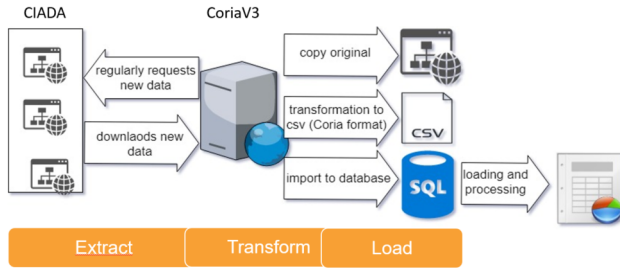 CIADA
CoriaV3
regularly requests
new data
downlaods new
data
copy original
transformation to
csv (Coria format)
CSV
import to database
SQL
loading and
processing
Extract
Transform
Load